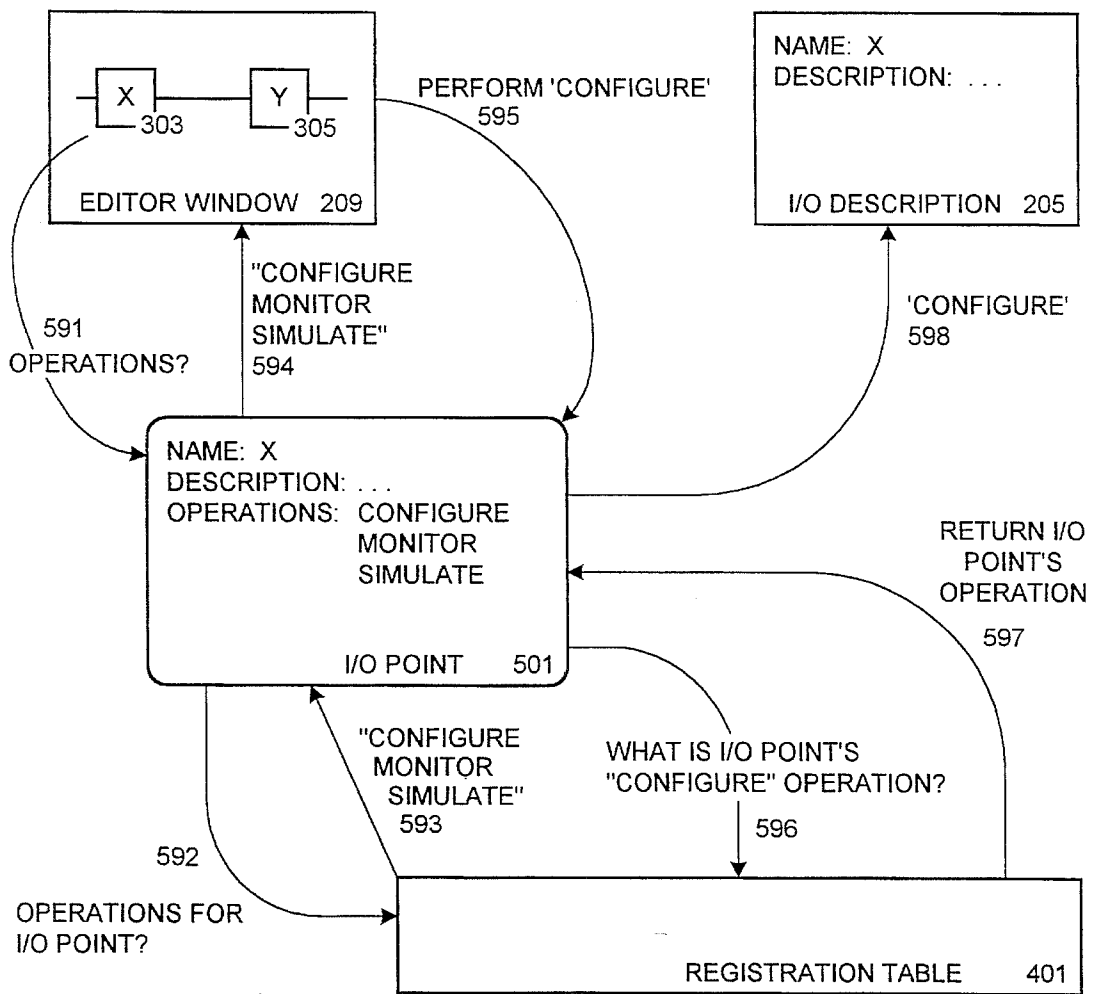 X
303
Y
305
EDITOR WINDOW 209
PERFORM 'CONFIGURE'
595
NAME: X
DESCRIPTION: ...
I/O DESCRIPTION 205
591
OPERATIONS?
"CONFIGURE
MONITOR
SIMULATE"
594
'CONFIGURE'
598
NAME: X
DESCRIPTION: ...
OPERATIONS: CONFIGURE
MONITOR
SIMULATE
I/O POINT 501
RETURN I/O
POINT'S
OPERATION
597
"CONFIGURE
MONITOR
SIMULATE"
593
WHAT IS I/O POINT'S
"CONFIGURE" OPERATION?
596
592
OPERATIONS FOR
I/O POINT?
REGISTRATION TABLE 401